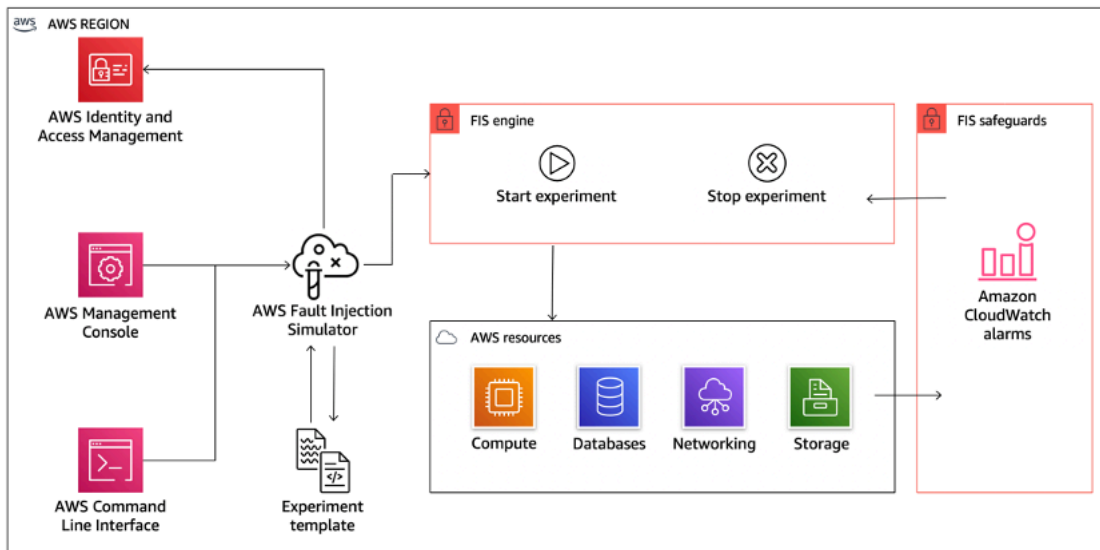 aws
AWS REGION
AWS Identity and
Access Management
FIS engine
FIS safeguards
Start experiment
Stop experiment
AWS Management
Console
AWS Fault Injection
Simulator
Amazon
CloudWatch
alarms
AWS resources
Compute
Databases
Networking
Storage
</>
>_
AWS Command
Line Interface
Experiment
template